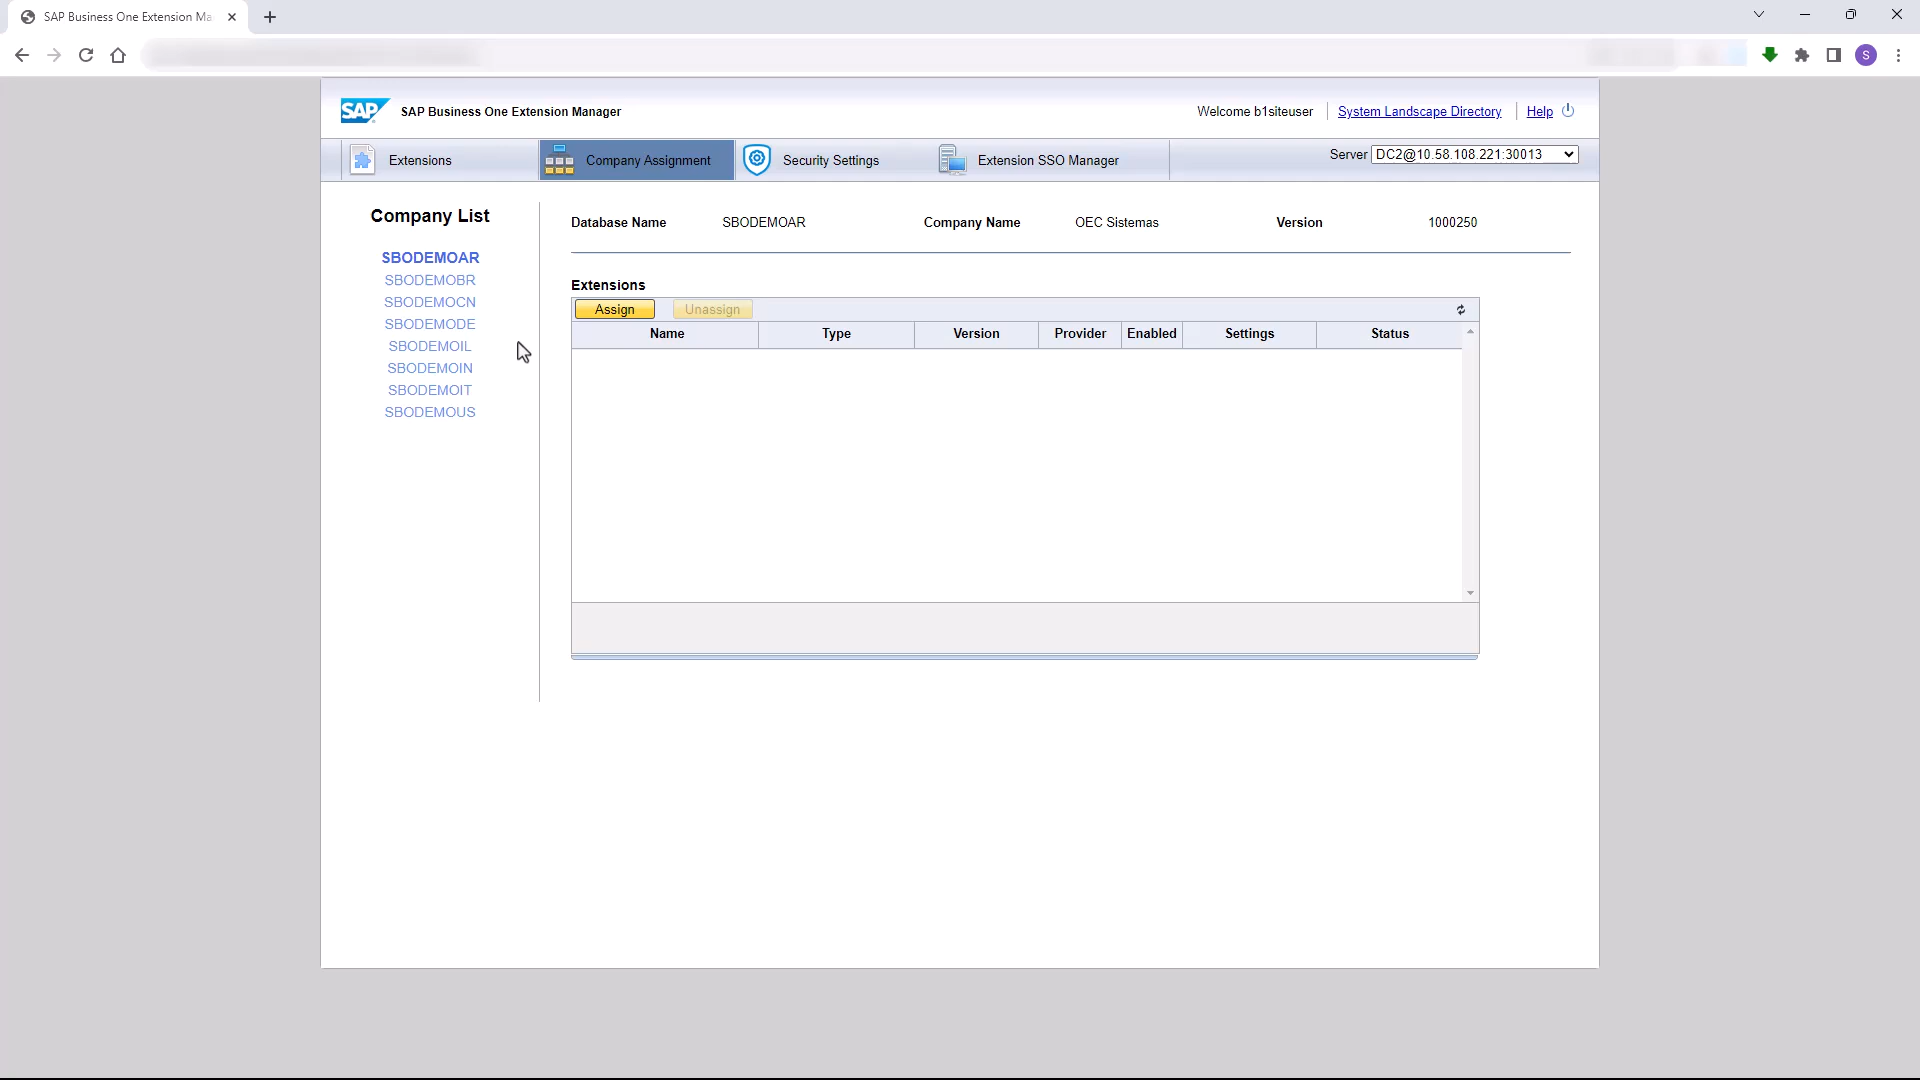 SAP Business One Extension Ma
SAP SAP Business One Extension Manager
Welcome b1siteuser System Landscape Directory Help
Extensions Company Assignment Security Settings Extension SSO Manager Server DC2@10.58.108.221:30013
Company List
SBODEMOAR
SBODEMOBR
SBODEMOCN
SBODEMODE
SBODEMOIL
SBODEMOIN
SBODEMOIT
SBODEMOUS
Database Name SBODEMOAR Company Name OEC Sistemas Version 1000250
Extensions
Assign Unassign
Name Type Version Provider Enabled Settings Status
S